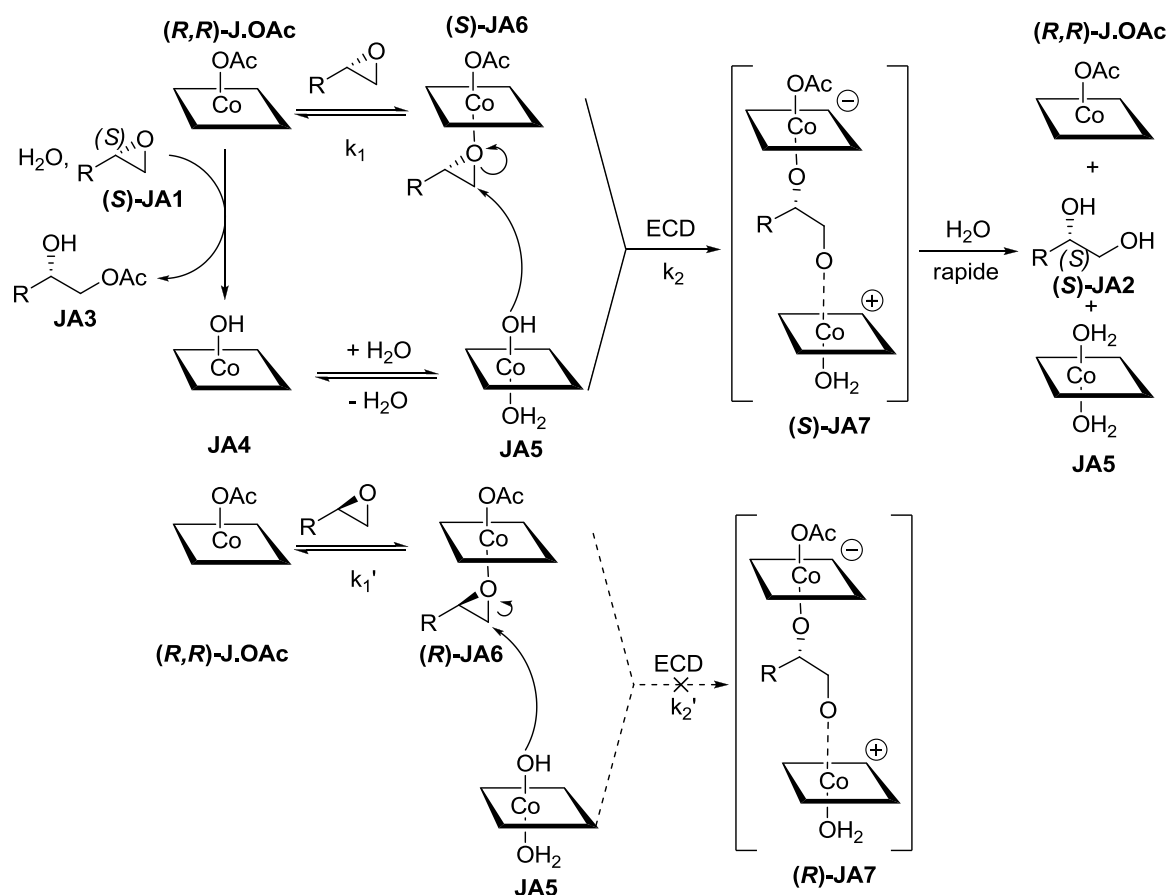 (R,R)-J.OAc
OAc
Co
R
O
k1
(S)-JA6
OAc
Co
O
R
H2O,
(S)
O
R
(S)-JA1
OH
R
OAc
JA3
OH
Co
JA4
+ H2O
- H2O
OH
Co
OH2
JA5
ECD
k2
OAc
Co
O
R
O
Co
OH2
(S)-JA7
H2O
rapide
(R,R)-J.OAc
OAc
Co
+
OH
OH
R
(S)
(S)-JA2
+
OH2
Co
OH2
JA5
OAc
Co
(R,R)-J.OAc
O
R
k1'
OAc
Co
O
R
(R)-JA6
OH
Co
OH2
JA5
ECD
k2'
OAc
Co
O
R
O
Co
OH2
(R)-JA7